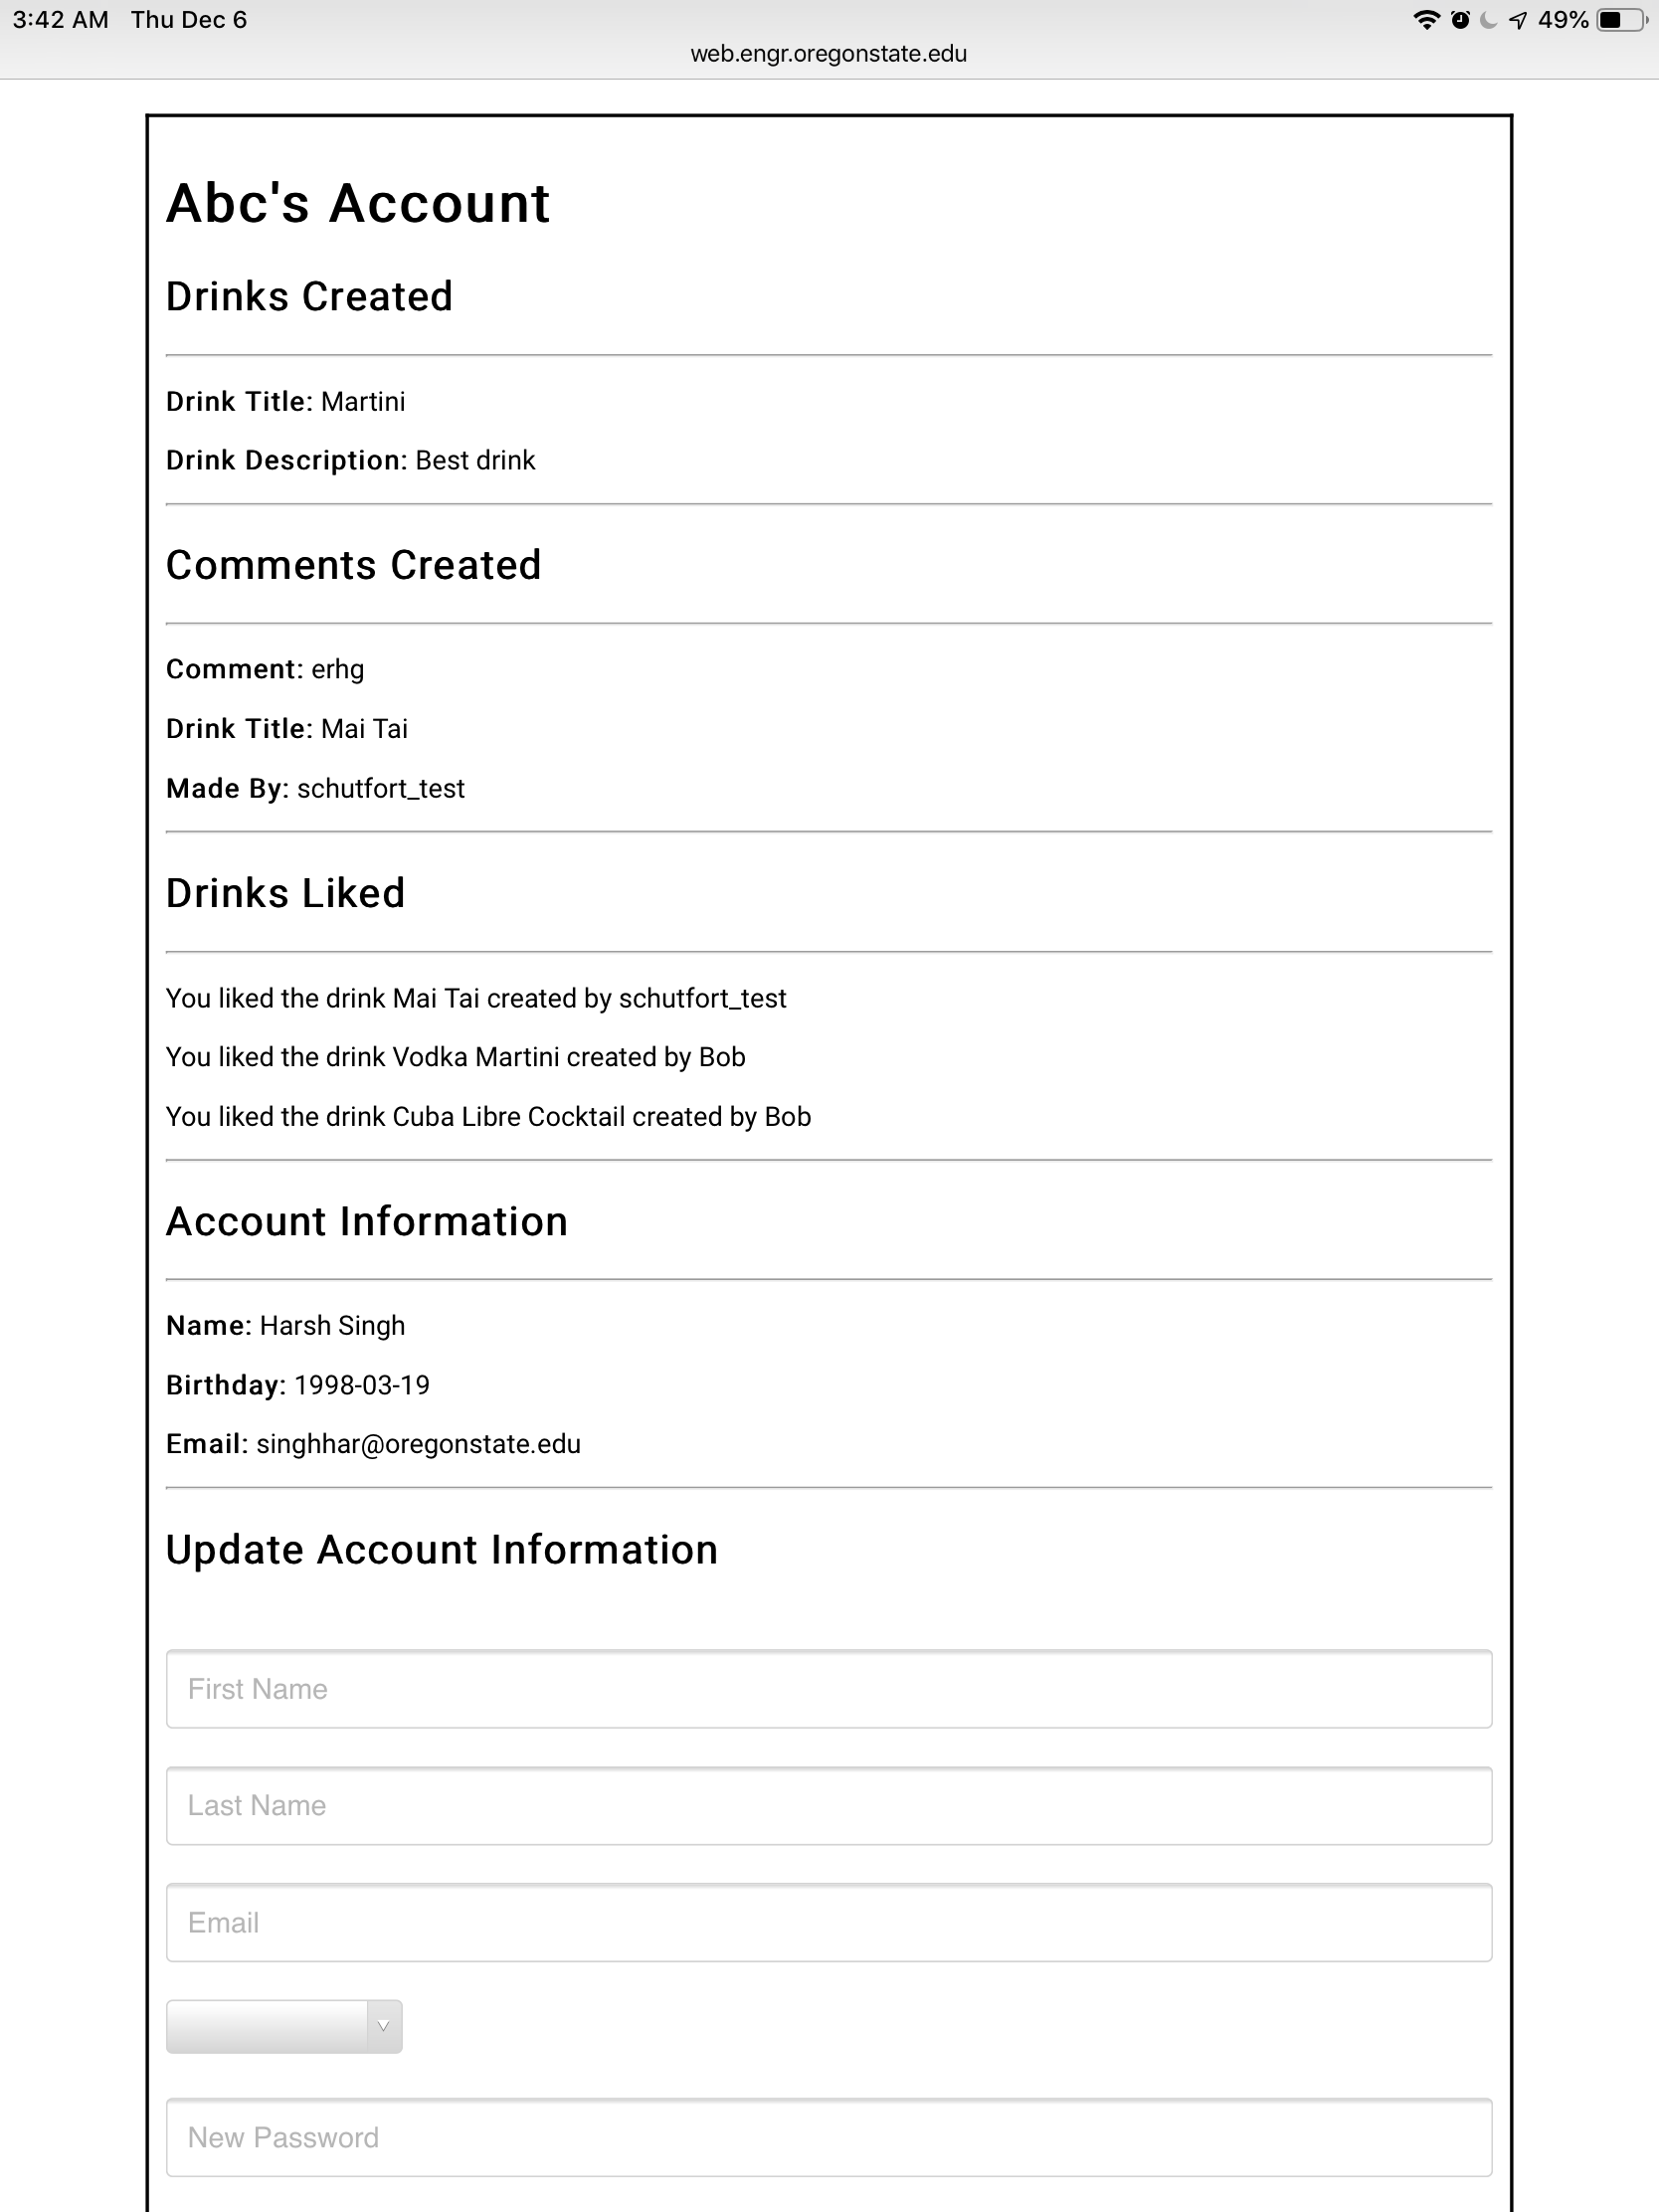 3:42 AM Thu Dec 6 49%
web.engr.oregonstate.edu
Abc's Account
Drinks Created
Drink Title: Martini
Drink Description: Best drink
Comments Created
Comment: erhg
Drink Title: Mai Tai
Made By: schutfort_test
Drinks Liked
You liked the drink Mai Tai created by schutfort_test
You liked the drink Vodka Martini created by Bob
You liked the drink Cuba Libre Cocktail created by Bob
Account Information
Name: Harsh Singh
Birthday: 1998-03-19
Email: singhhar@oregonstate.edu
Update Account Information
First Name
Last Name
Email
New Password